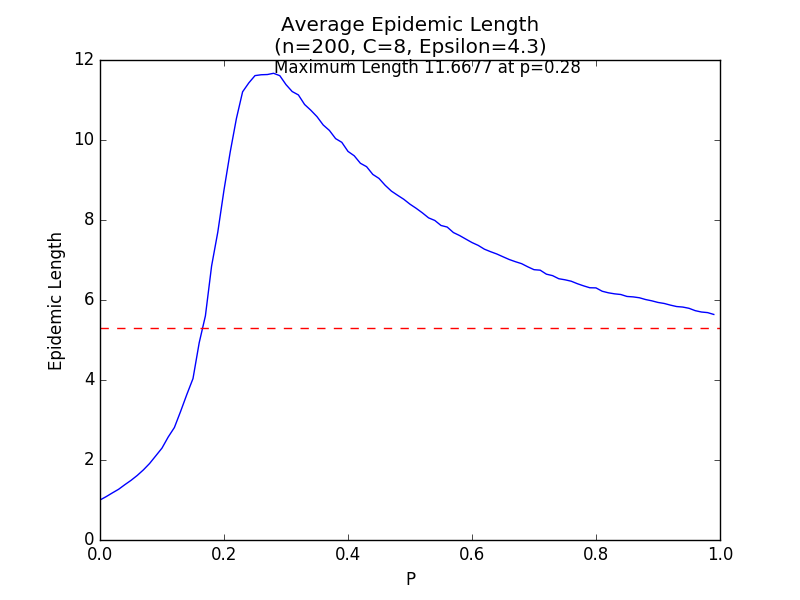 Average Epidemic Length
(n=200, C=8, Epsilon=4.3)
Maximum Length 11.6677 at p=0.28
12
10
8
6
4
2
0
Epidemic Length
0.0 0.2 0.4 0.6 0.8 1.0
P